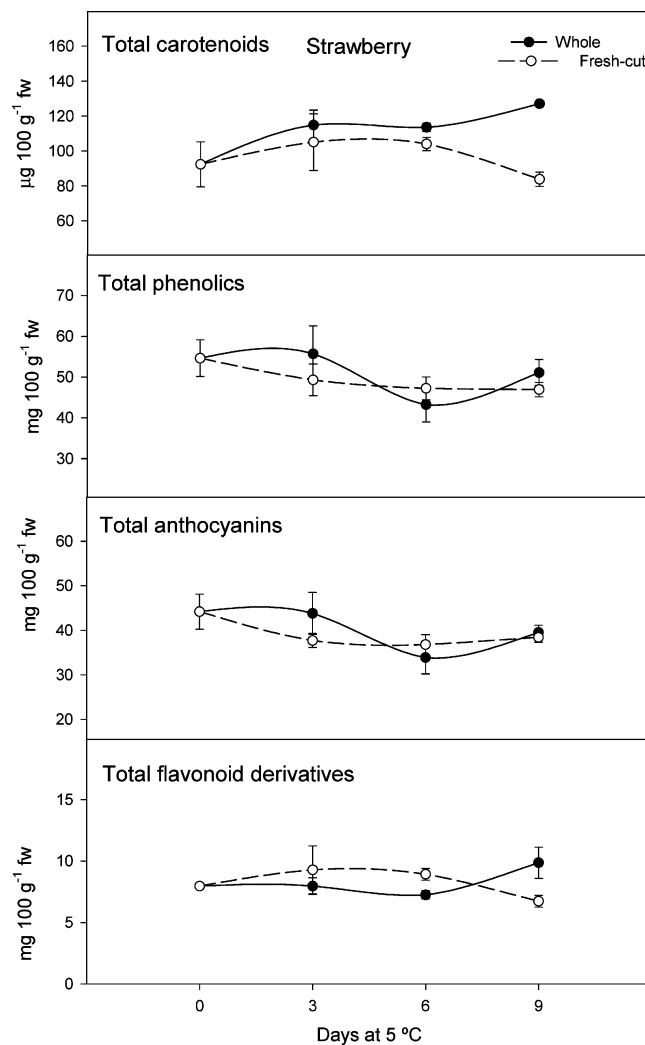 Total carotenoids Strawberry
Whole
Fresh-cut
160
140
120
100
80
60
µg 100 g⁻¹ fw
Total phenolics
70
60
50
40
30
mg 100 g⁻¹ fw
Total anthocyanins
60
50
40
30
20
mg 100 g⁻¹ fw
Total flavonoid derivatives
15
10
5
0
mg 100 g⁻¹ fw
0 3 6 9
Days at 5 ºC